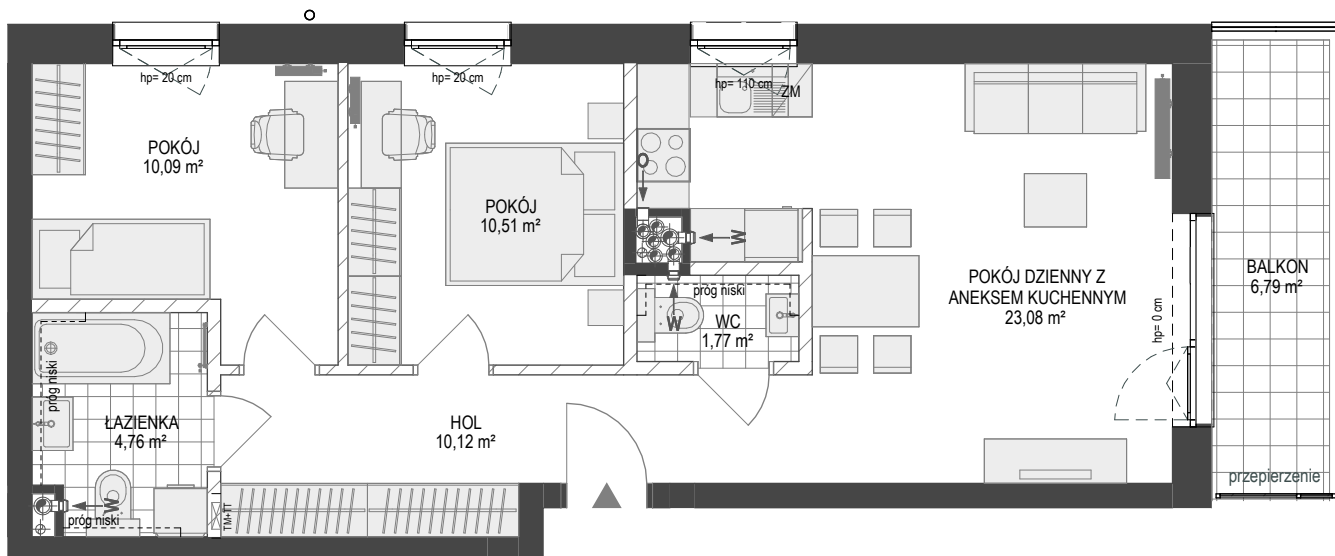 hp= 20 cm
hp= 20 cm
hp= 110 cm
ZM
POKÓJ
10,09 m²
POKÓJ
10,51 m²
O
W
POKÓJ DZIENNY Z
ANEKSEM KUCHENNYM
23,08 m²
BALKON
6,79 m²
hp= 0 cm
próg niski
W
WC
1,77 m²
próg niski
ŁAZIENKA
4,76 m²
HOL
10,12 m²
przepierzenie
W
próg niski
TM+TT